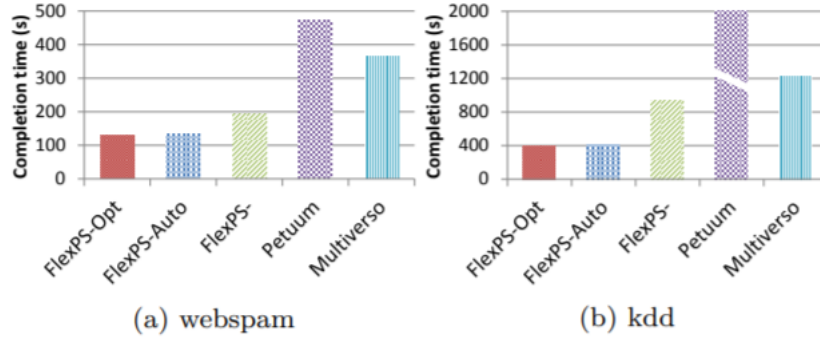 Completion time (s)
500
400
300
200
100
0
FlexPS-Opt
FlexPS-Auto
FlexPS-
Petuum
Multiverso
(a) webspam
Completion time (s)
2000
1600
1200
800
400
0
FlexPS-Opt
FlexPS-Auto
FlexPS-
Petuum
Multiverso
(b) kdd